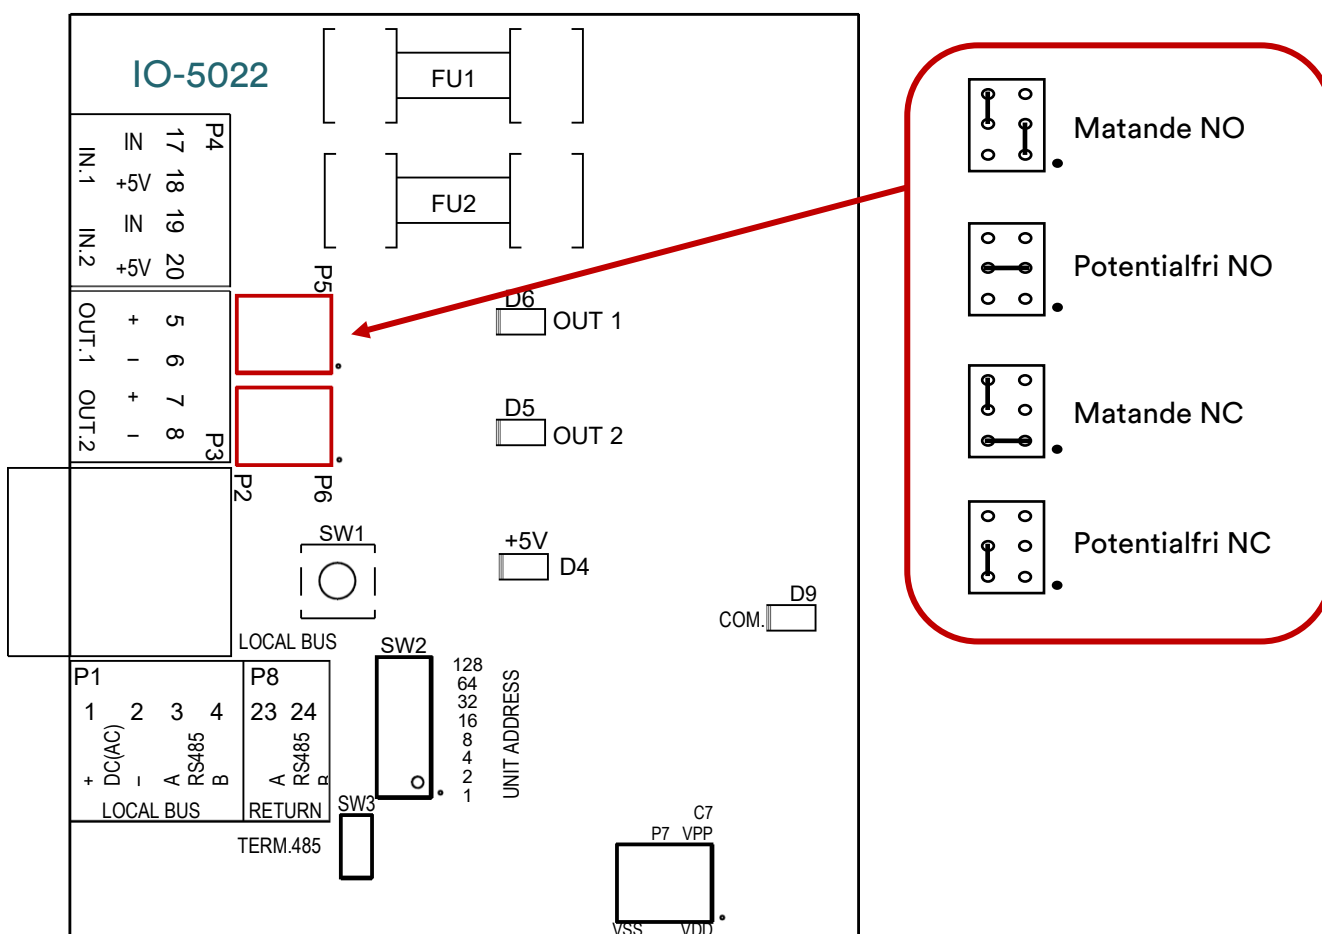 IO-5022
FU1
FU2
P4
IN.1
IN.2
IN 17
+5V 18
IN 19
+5V 20
P5
OUT.1
OUT.2
+ 5
– 6
+ 7
– 8
P3
P2
P6
D6
OUT 1
D5
OUT 2
+5V
D4
SW1
D9
COM.
LOCAL BUS
SW2
128
64
32
16
8
4
2
1
UNIT ADDRESS
P1
1 2 3 4
+ DC(AC) – A RS485 B
LOCAL BUS
P8
23 24
A RS485 B
RETURN
SW3
TERM.485
C7
P7 VPP
VSS VDD
Matande NO
Potentialfri NO
Matande NC
Potentialfri NC